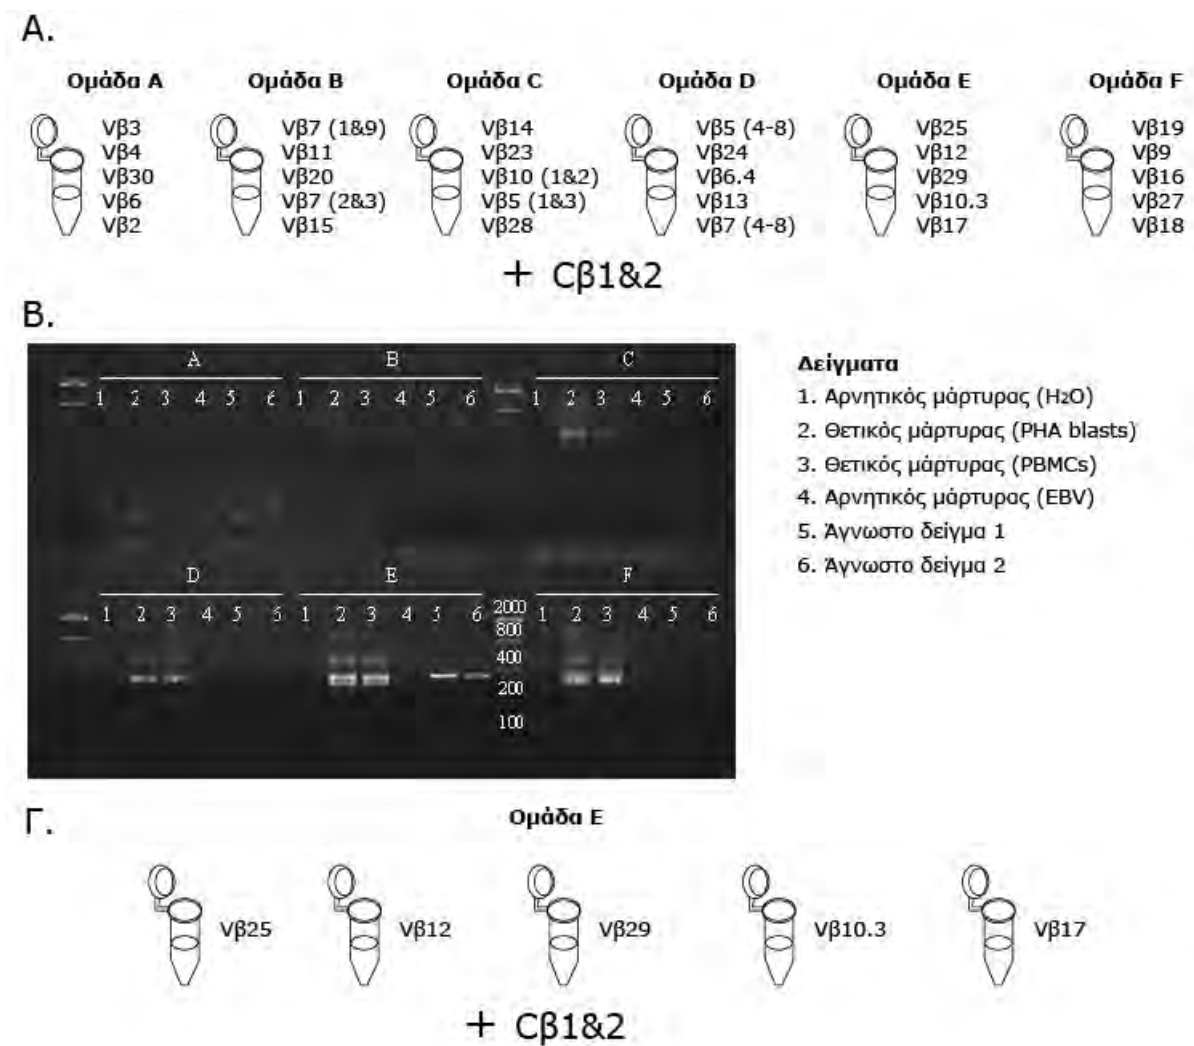 Α.
Ομάδα A Ομάδα B Ομάδα C Ομάδα D Ομάδα E Ομάδα F
Vβ3 Vβ7 (1&9) Vβ14 Vβ5 (4-8) Vβ25 Vβ19
Vβ4 Vβ11 Vβ23 Vβ24 Vβ12 Vβ9
Vβ30 Vβ20 Vβ10 (1&2) Vβ6.4 Vβ29 Vβ16
Vβ6 Vβ7 (2&3) Vβ5 (1&3) Vβ13 Vβ10.3 Vβ27
Vβ2 Vβ15 Vβ28 Vβ7 (4-8) Vβ17 Vβ18
+ Cβ1&2
Β.
A B C
1 2 3 4 5 6 1 2 3 4 5 6 1 2 3 4 5 6
D E F
1 2 3 4 5 6 1 2 3 4 5 6 1 2 3 4 5 6
2000
800
400
200
100
Δείγματα
1. Αρνητικός μάρτυρας (H2O)
2. Θετικός μάρτυρας (PHA blasts)
3. Θετικός μάρτυρας (PBMCs)
4. Αρνητικός μάρτυρας (EBV)
5. Άγνωστο δείγμα 1
6. Άγνωστο δείγμα 2
Γ.
Ομάδα E
Vβ25 Vβ12 Vβ29 Vβ10.3 Vβ17
+ Cβ1&2